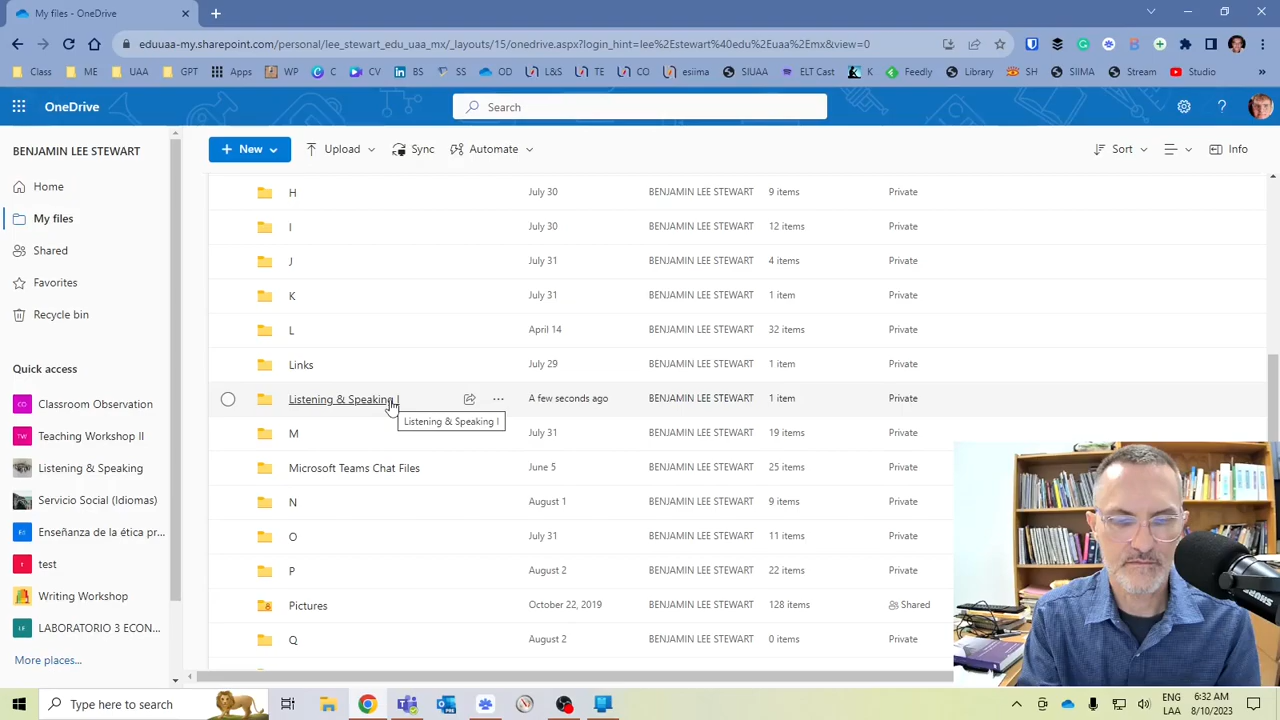 My files - OneDrive
eduuaa-my.sharepoint.com/personal/lee_stewart_edu_uaa_mx/_layouts/15/onedrive.aspx?login_hint=lee%2Estewart%40edu%2Euaa%2Emx&view=0
Class ME UAA GPT Apps WP C CV BS SS OD L&S TE CO esiima SIUAA ELT Cast K Feedly Library SH SIIMA Stream Studio »
OneDrive
Search
BENJAMIN LEE STEWART
New Upload Sync Automate Sort Info
Home
My files
Shared
Favorites
Recycle bin
Quick access
Classroom Observation
Teaching Workshop II
Listening & Speaking
Servicio Social (Idiomas)
Enseñanza de la ética pr...
test
Writing Workshop
LABORATORIO 3 ECON...
More places...
H July 30 BENJAMIN LEE STEWART 9 items Private
I July 30 BENJAMIN LEE STEWART 12 items Private
J July 31 BENJAMIN LEE STEWART 4 items Private
K July 31 BENJAMIN LEE STEWART 1 item Private
L April 14 BENJAMIN LEE STEWART 32 items Private
Links July 29 BENJAMIN LEE STEWART 1 item Private
Listening & Speaking I A few seconds ago BENJAMIN LEE STEWART 1 item Private
Listening & Speaking I
M July 31 BENJAMIN LEE STEWART 19 items Private
Microsoft Teams Chat Files June 5 BENJAMIN LEE STEWART 25 items Private
N August 1 BENJAMIN LEE STEWART 9 items Private
O July 31 BENJAMIN LEE STEWART 11 items Private
P August 2 BENJAMIN LEE STEWART 22 items Private
Pictures October 22, 2019 BENJAMIN LEE STEWART 128 items Shared
Q August 2 BENJAMIN LEE STEWART 0 items Private
SHURE
Type here to search
ENG 6:32 AM
LAA 8/10/2023